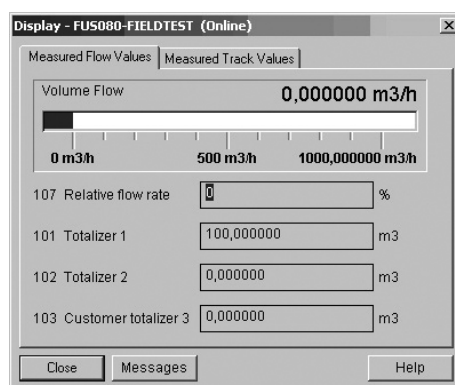 Display - FUS080-FIELDTEST (Online)
Measured Flow Values Measured Track Values
Volume Flow 0,000000 m3/h
0 m3/h 500 m3/h 1000,000000 m3/h
107 Relative flow rate 0 %
101 Totalizer 1 100,000000 m3
102 Totalizer 2 0,000000 m3
103 Customer totalizer 3 0,000000 m3
Close Messages Help